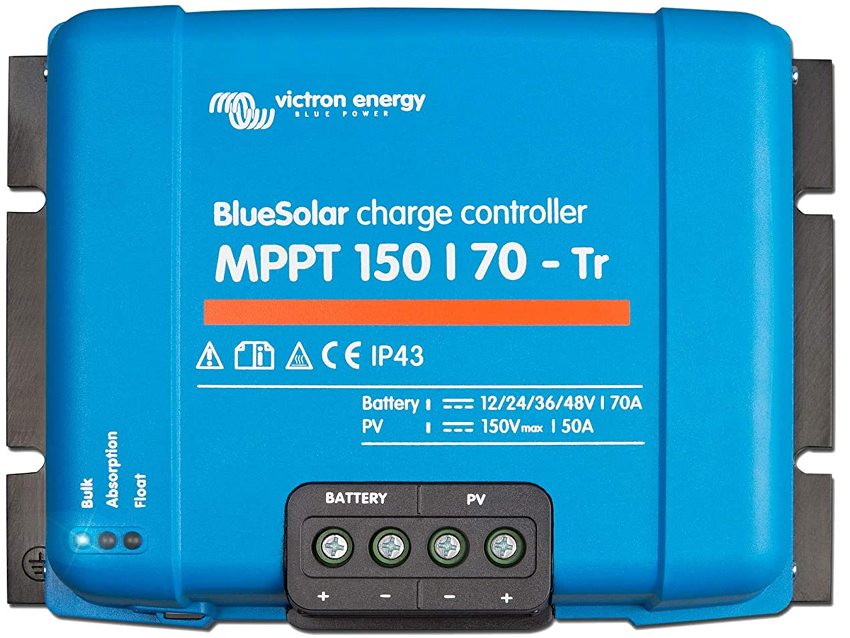 victron energy
BLUE POWER
BlueSolar charge controller
MPPT 150 | 70 - Tr
CE IP43
Battery 12/24/36/48V | 70A
PV 150Vmax | 50A
Bulk
Absorption
Float
BATTERY PV
+ - - +